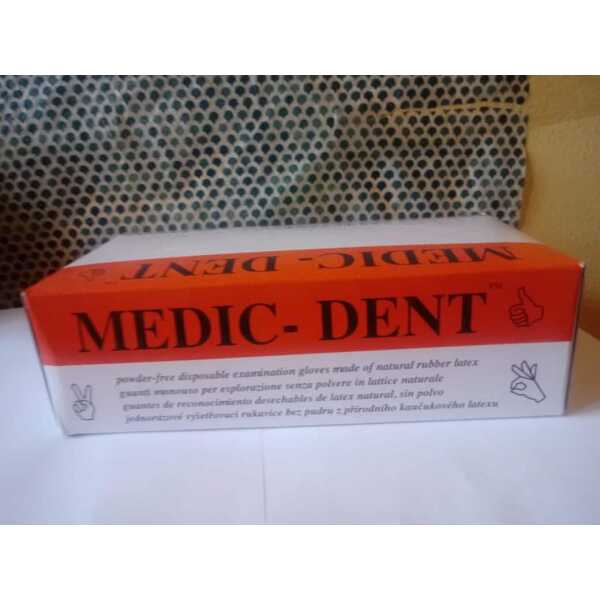 MEDIC- DENT
MEDIC- DENT™
powder-free disposable examination gloves made of natural rubber latex
guanti monouso per esplorazione senza polvere in lattice naturale
guantes de reconocimiento desechables de latex natural, sin polvo
jednorázové vyšetřovací rukavice bez pudru z přírodního kaučukového latexu